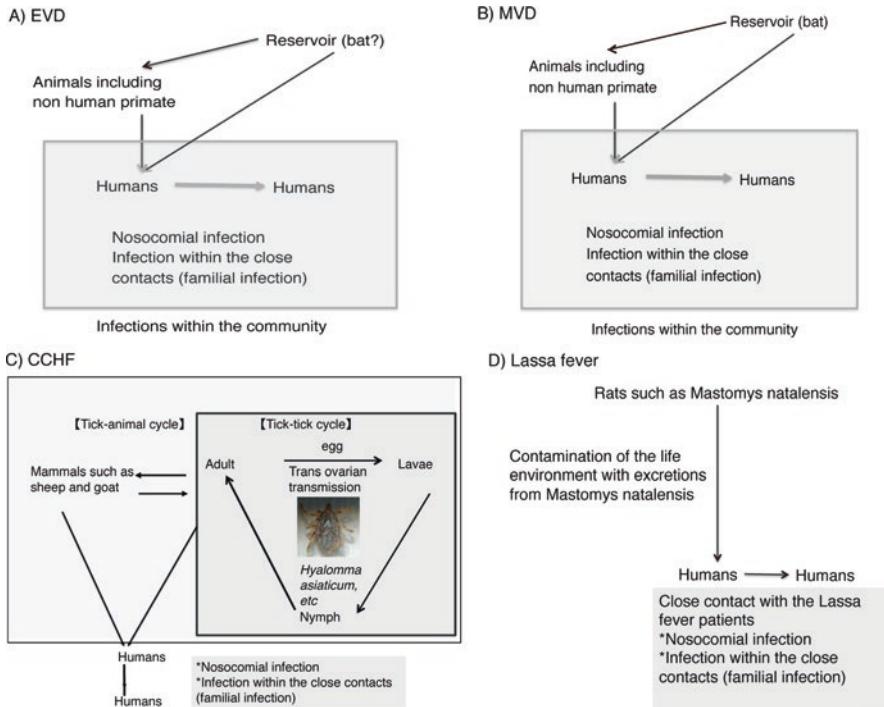 A) EVD
Reservoir (bat?)
Animals including
non human primate
Humans
Humans
Nosocomial infection
Infection within the close
contacts (familial infection)
Infections within the community
B) MVD
Reservoir (bat)
Animals including
non human primate
Humans
Humans
Nosocomial infection
Infection within the close
contacts (familial infection)
Infections within the community
C) CCHF
【Tick-animal cycle】
【Tick-tick cycle】
Mammals such as
sheep and goat
Adult
egg
Trans ovarian
transmission
Lavae
Hyalomma
asiaticum,
etc
Nymph
Humans
Humans
*Nosocomial infection
*Infection within the close contacts
(familial infection)
D) Lassa fever
Rats such as Mastomys natalensis
Contamination of the life
environment with excretions
from Mastomys natalensis
Humans
Humans
Close contact with the Lassa
fever patients
*Nosocomial infection
*Infection within the close
contacts (familial infection)